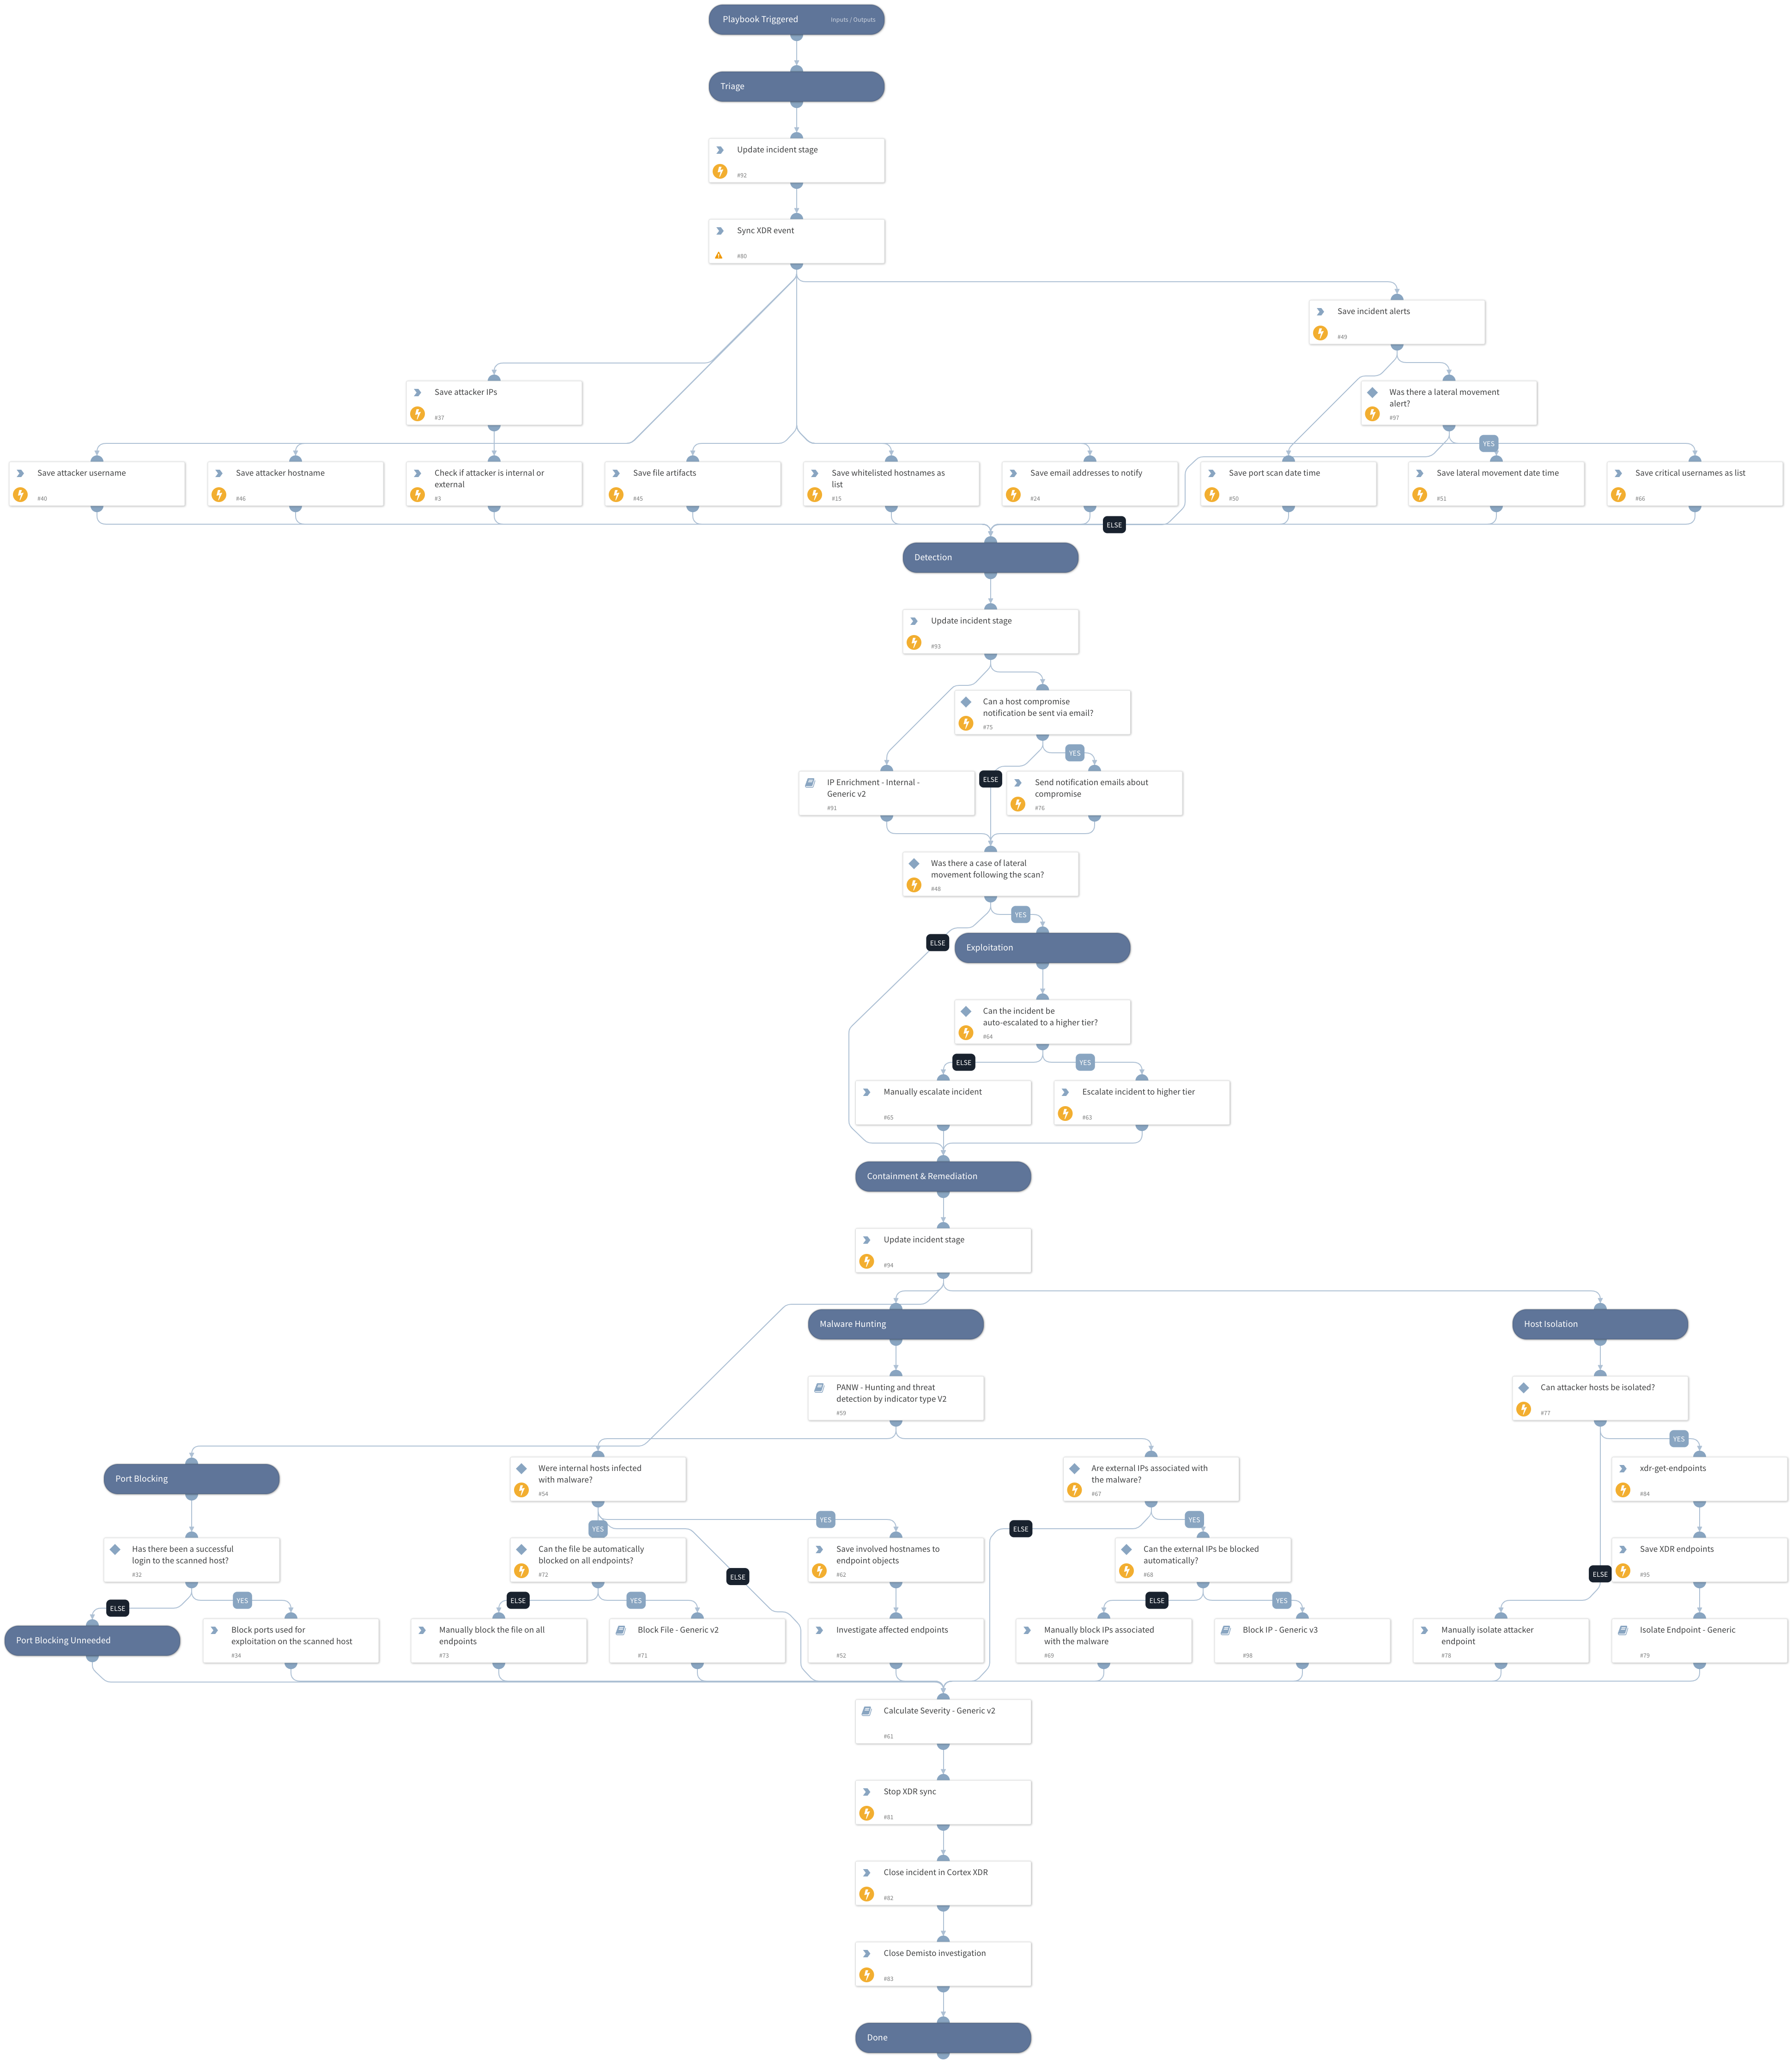 Playbook Triggered
Inputs / Outputs
Triage
Update incident stage
#92
Sync XDR event
#80
Save incident alerts
#49
Save attacker IPs
#37
Was there a lateral movement
alert?
#97
YES
Save attacker username
#40
Save attacker hostname
#46
Check if attacker is internal or
external
#3
Save file artifacts
#45
Save whitelisted hostnames as
list
#15
Save email addresses to notify
#24
Save port scan date time
#50
Save lateral movement date time
#51
Save critical usernames as list
#66
ELSE
Detection
Update incident stage
#93
Can a host compromise
notification be sent via email?
#75
YES
ELSE
IP Enrichment - Internal -
Generic v2
#91
Send notification emails about
compromise
#76
Was there a case of lateral
movement following the scan?
#48
YES
ELSE
Exploitation
Can the incident be
auto-escalated to a higher tier?
#64
ELSE
YES
Manually escalate incident
#65
Escalate incident to higher tier
#63
Containment & Remediation
Update incident stage
#94
Malware Hunting
Host Isolation
PANW - Hunting and threat
detection by indicator type V2
#59
Can attacker hosts be isolated?
#77
YES
Port Blocking
Were internal hosts infected
with malware?
#54
Are external IPs associated with
the malware?
#67
xdr-get-endpoints
#84
YES
YES
ELSE
YES
Has there been a successful
login to the scanned host?
#32
Can the file be automatically
blocked on all endpoints?
#72
Save involved hostnames to
endpoint objects
#62
Can the external IPs be blocked
automatically?
#68
Save XDR endpoints
#95
ELSE
ELSE
ELSE
YES
ELSE
YES
ELSE
YES
Port Blocking Unneeded
Block ports used for
exploitation on the scanned host
#34
Manually block the file on all
endpoints
#73
Block File - Generic v2
#71
Investigate affected endpoints
#52
Manually block IPs associated
with the malware
#69
Block IP - Generic v3
#98
Manually isolate attacker
endpoint
#78
Isolate Endpoint - Generic
#79
Calculate Severity - Generic v2
#61
Stop XDR sync
#81
Close incident in Cortex XDR
#82
Close Demisto investigation
#83
Done